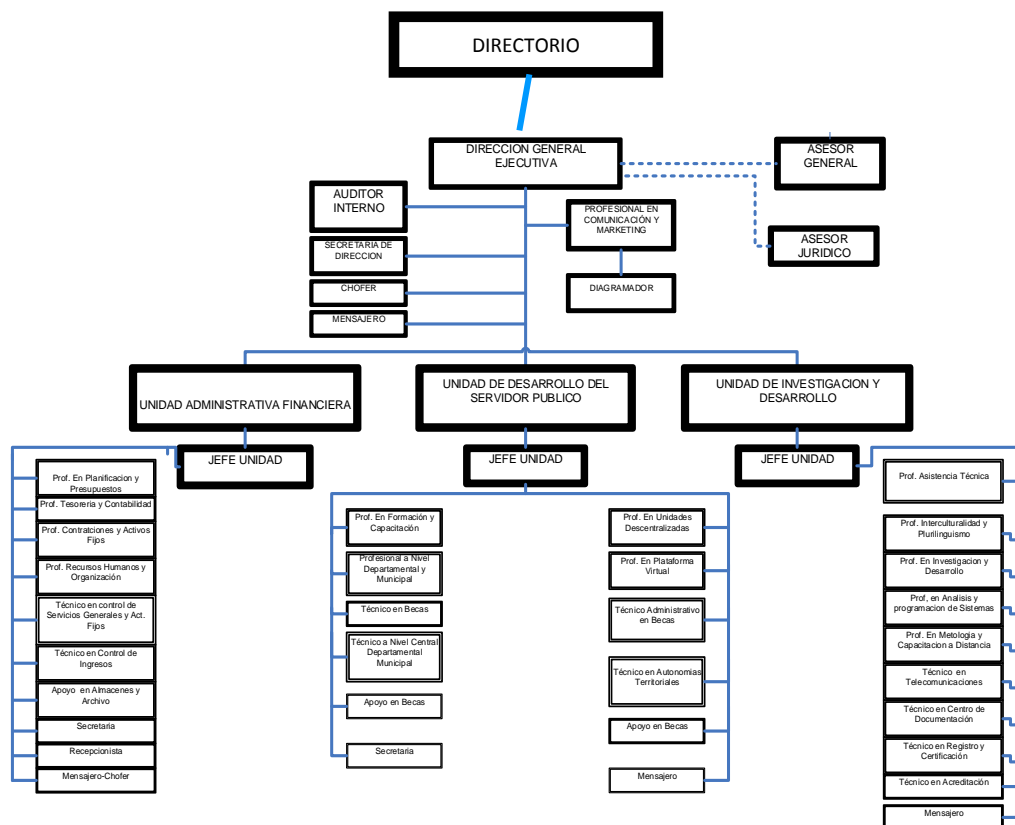 DIRECTORIO
DIRECCION GENERAL
EJECUTIVA
ASESOR
GENERAL
AUDITOR
INTERNO
PROFESIONAL EN
COMUNICACIÓN Y
MARKETING
SECRETARIA DE
DIRECCION
ASESOR
JURIDICO
CHOFER
DIAGRAMADOR
MENSAJERO
UNIDAD ADMINISTRATIVA FINANCIERA
UNIDAD DE DESARROLLO DEL
SERVIDOR PUBLICO
UNIDAD DE INVESTIGACION Y
DESARROLLO
JEFE UNIDAD
JEFE UNIDAD
JEFE UNIDAD
Prof. En Planificacion y
Presupuestos
Prof. Tesoreria y Contabilidad
Prof. Contratciones y Activos
Fijos
Prof. Recursos Humanos y
Organización
Técnico en control de
Servicios Generales y Act.
Fijos
Técnico en Control de
Ingresos
Apoyo en Almacenes y
Archivo
Secretaria
Recepcionista
Mensajero-Chofer
Prof. En Formación y
Capacitación
Profesional a Nivel
Departamental y
Municipal
Técnico en Becas
Técnico a Nivel Central
Departamental
Municipal
Apoyo en Becas
Secretaria
Prof. En Unidades
Descentralizadas
Prof. En Plataforma
Virtual
Técnico Administrativo
en Becas
Técnico en Autonomias
Territoriales
Apoyo en Becas
Mensajero
Prof. Asistencia Técnica
Prof. Interculturalidad y
Plurilinguismo
Prof. En Investigacion y
Desarrollo
Prof, en Analisis y
programacion de Sistemas
Prof. En Metologia y
Capacitacion a Distancia
Técnico en
Telecomunicaciones
Técnico en Centro de
Documentación
Técnico en Registro y
Certificación
Técnico en Acreditación
Mensajero